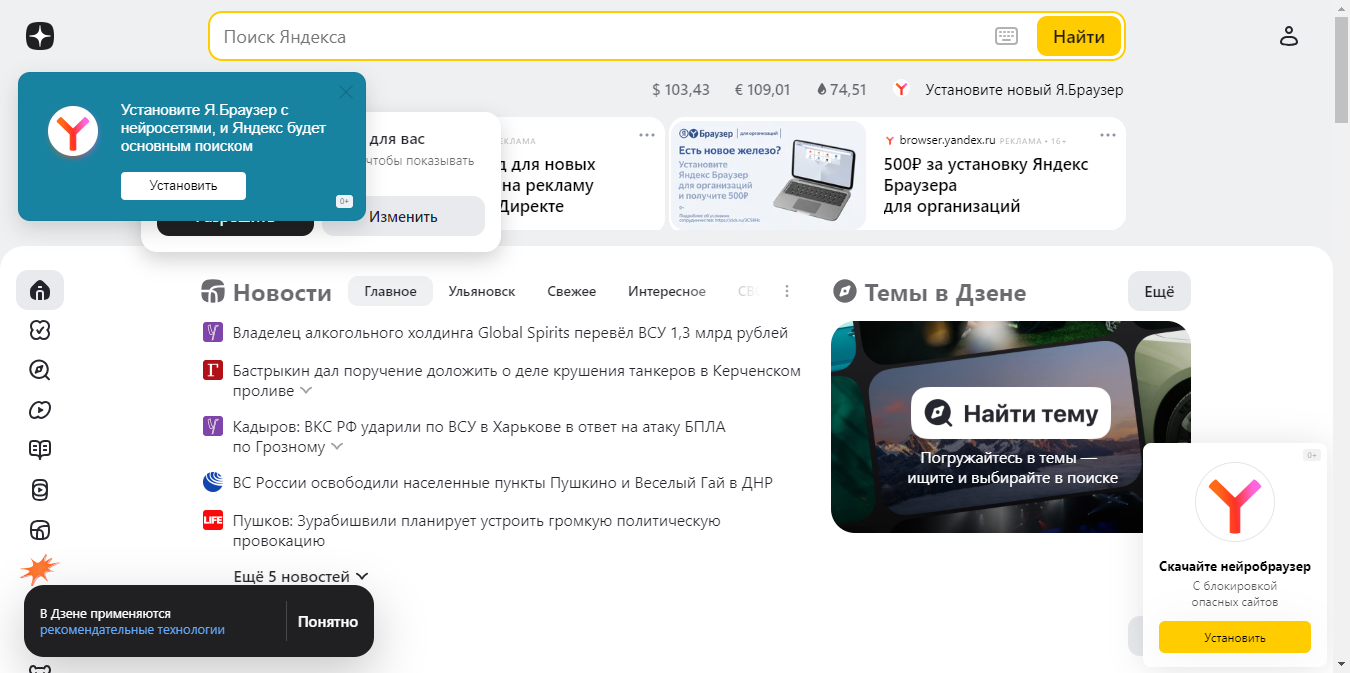 Поиск Яндекса
Найти
$ 103,43
€ 109,01
74,51
Установите новый Я.Браузер
Установите Я.Браузер с
нейросетями, и Яндекс будет
основным поиском
Установить
0+
для вас
чтобы показывать
Изменить
д для новых
на рекламу
Директе
Браузер
для организаций
Есть новое железо?
Установите
Яндекс Браузер
для организаций
и получите 500₽
browser.yandex.ru РЕКЛАМА • 16+
500₽ за установку Яндекс
Браузера
для организаций
Новости
Главное
Ульяновск
Свежее
Интересное
Владелец алкогольного холдинга Global Spirits перевёл ВСУ 1,3 млрд рублей
Бастрыкин дал поручение доложить о деле крушения танкеров в Керченском
проливе
Кадыров: ВКС РФ ударили по ВСУ в Харькове в ответ на атаку БПЛА
по Грозному
ВС России освободили населенные пункты Пушкино и Веселый Гай в ДНР
LIFE
Пушков: Зурабишвили планирует устроить громкую политическую
провокацию
Ещё 5 новостей
Темы в Дзене
Ещё
Найти тему
Погружайтесь в темы —
ищите и выбирайте в поиске
В Дзене применяются
рекомендательные технологии
Понятно
0+
Скачайте нейробраузер
С блокировкой
опасных сайтов
Установить